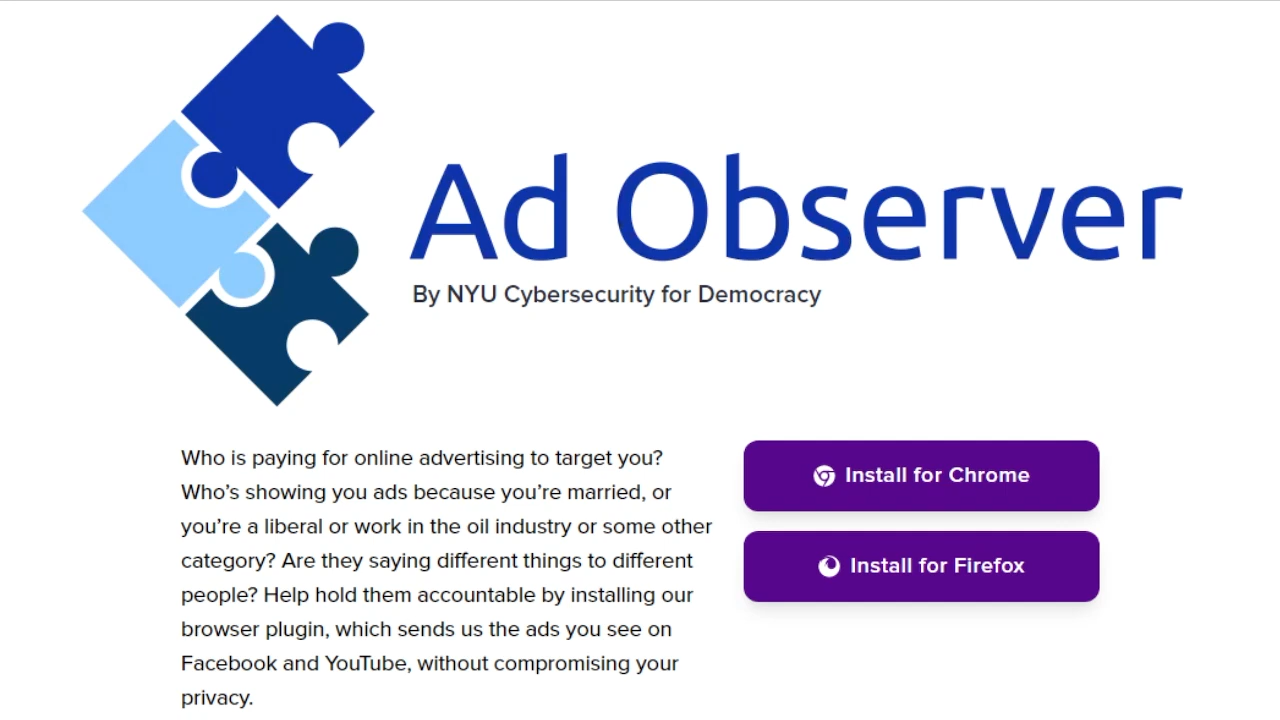 Ad Observer
By NYU Cybersecurity for Democracy
Who is paying for online advertising to target you?
Who’s showing you ads because you’re married, or
you’re a liberal or work in the oil industry or some other
category? Are they saying different things to different
people? Help hold them accountable by installing our
browser plugin, which sends us the ads you see on
Facebook and YouTube, without compromising your
privacy.
Install for Chrome
Install for Firefox